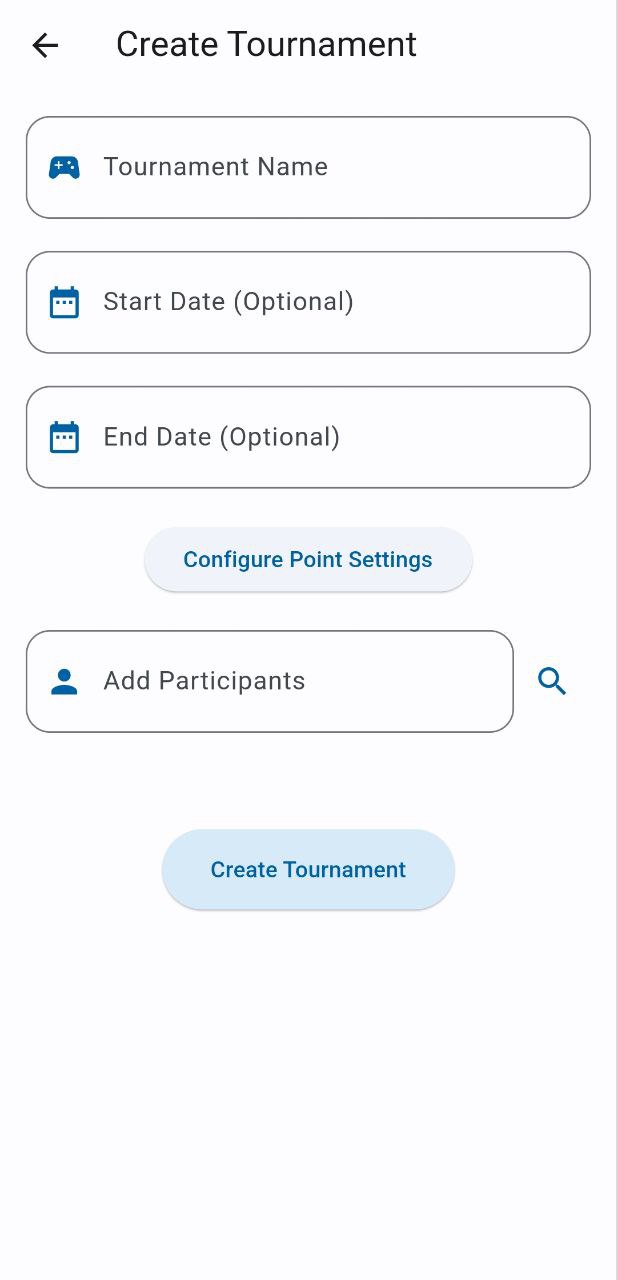 Create Tournament
Tournament Name
Start Date (Optional)
End Date (Optional)
Configure Point Settings
Add Participants
Create Tournament